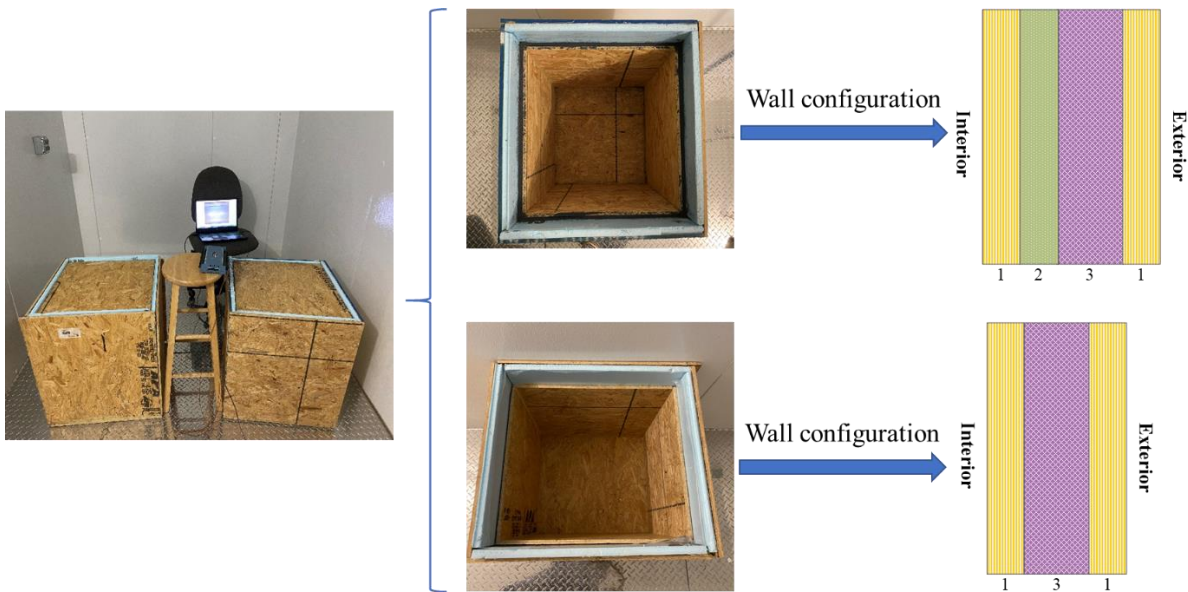 Wall configuration
Interior
Exterior
1 2 3 1
Wall configuration
Interior
Exterior
1 3 1